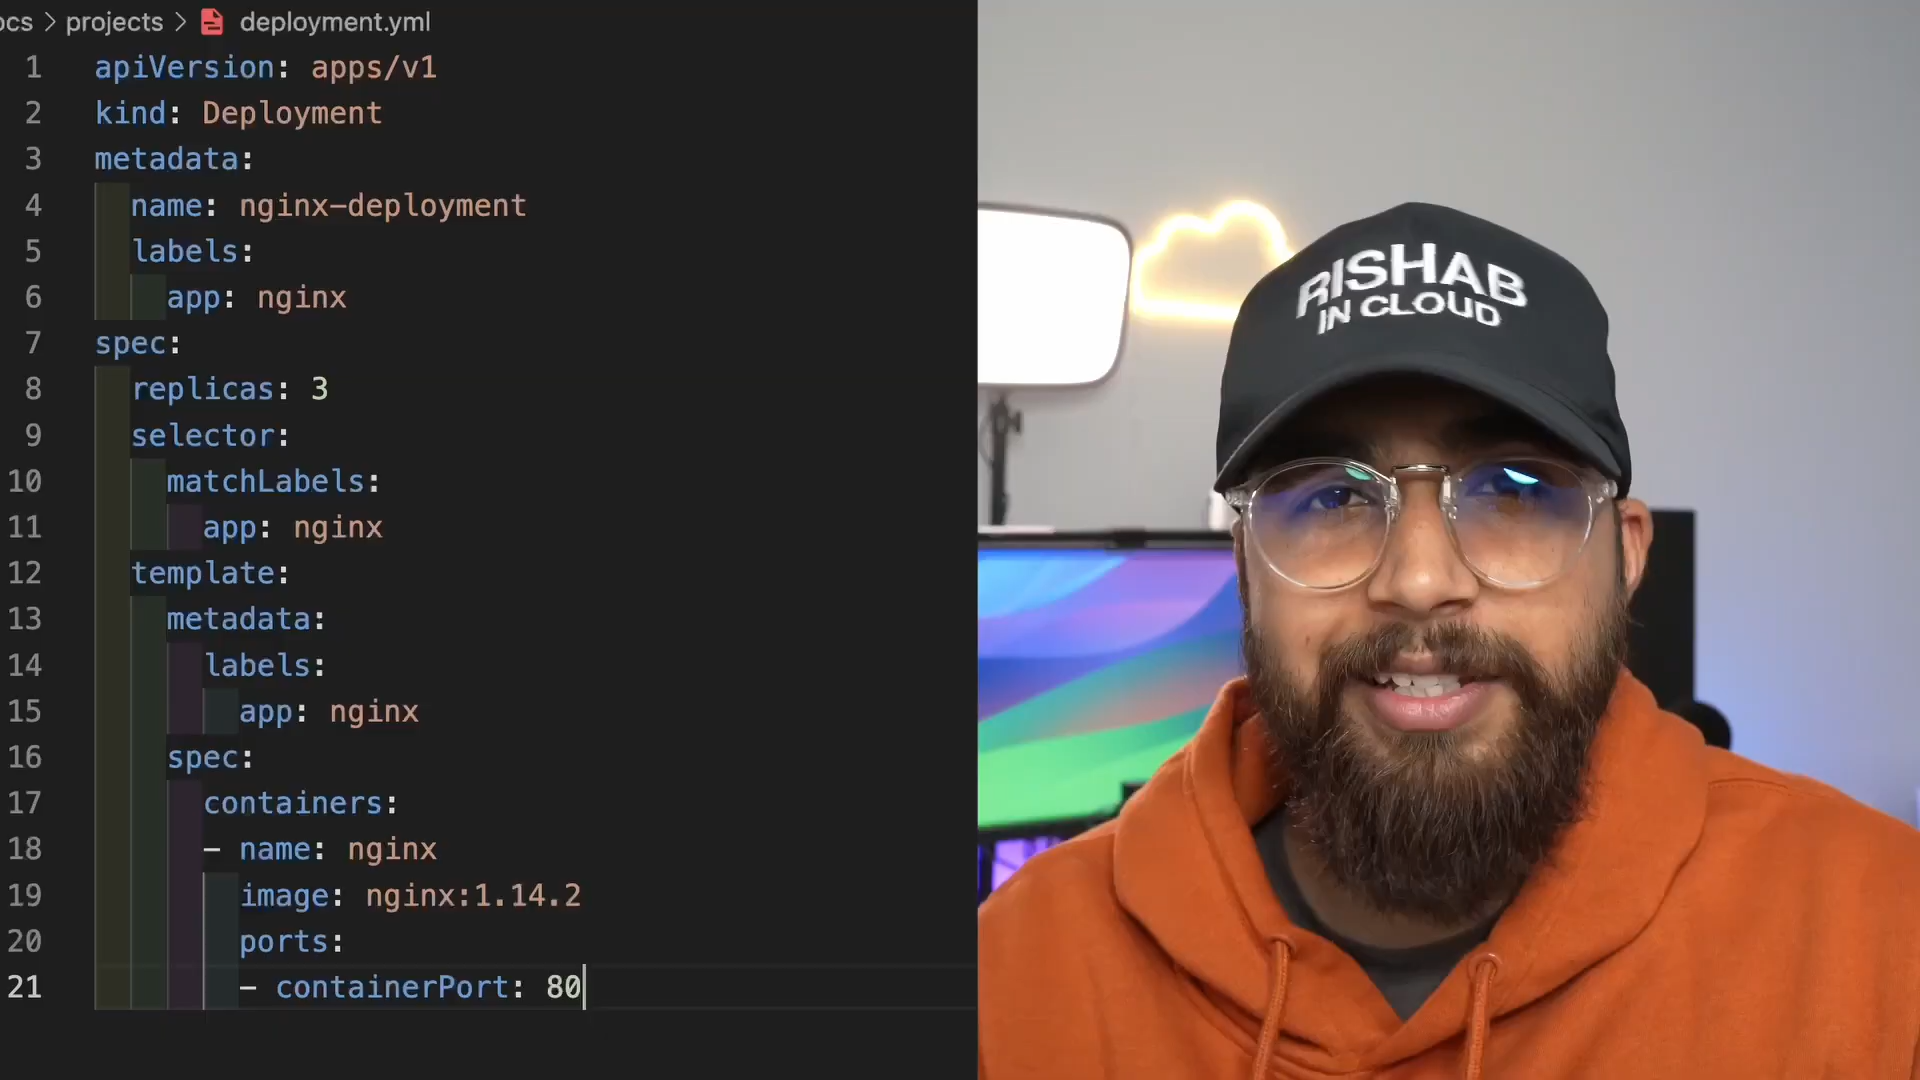 ocs > projects > deployment.yml
1 apiVersion: apps/v1
2 kind: Deployment
3 metadata:
4   name: nginx-deployment
5   labels:
6     app: nginx
7 spec:
8   replicas: 3
9   selector:
10     matchLabels:
11       app: nginx
12   template:
13     metadata:
14       labels:
15         app: nginx
16     spec:
17       containers:
18       - name: nginx
19         image: nginx:1.14.2
20         ports:
21         - containerPort: 80
RISHAB
IN CLOUD